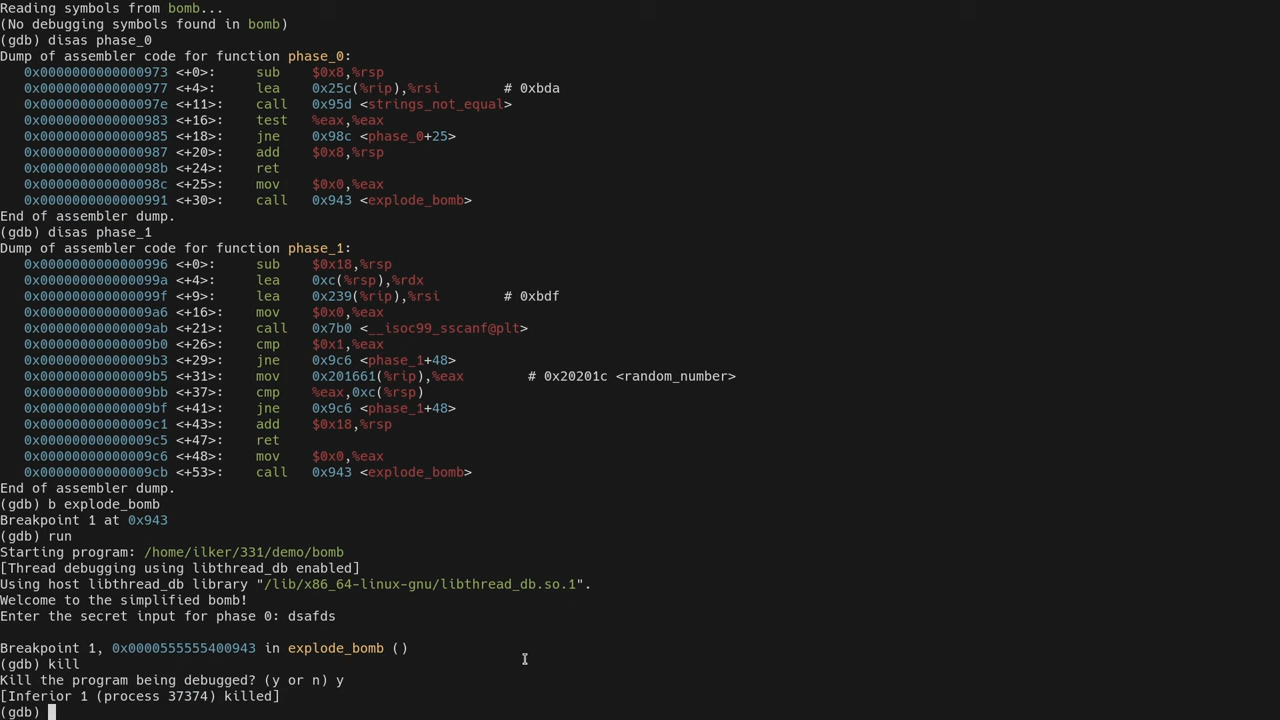 Reading symbols from bomb...
(No debugging symbols found in bomb)
(gdb) disas phase_0
Dump of assembler code for function phase_0:
   0x0000000000000973 <+0>:	sub    $0x8,%rsp
   0x0000000000000977 <+4>:	lea    0x25c(%rip),%rsi        # 0xbda
   0x000000000000097e <+11>:	call   0x95d <strings_not_equal>
   0x0000000000000983 <+16>:	test   %eax,%eax
   0x0000000000000985 <+18>:	jne    0x98c <phase_0+25>
   0x0000000000000987 <+20>:	add    $0x8,%rsp
   0x000000000000098b <+24>:	ret
   0x000000000000098c <+25>:	mov    $0x0,%eax
   0x0000000000000991 <+30>:	call   0x943 <explode_bomb>
End of assembler dump.
(gdb) disas phase_1
Dump of assembler code for function phase_1:
   0x0000000000000996 <+0>:	sub    $0x18,%rsp
   0x000000000000099a <+4>:	lea    0xc(%rsp),%rdx
   0x000000000000099f <+9>:	lea    0x239(%rip),%rsi        # 0xbdf
   0x00000000000009a6 <+16>:	mov    $0x0,%eax
   0x00000000000009ab <+21>:	call   0x7b0 <__isoc99_sscanf@plt>
   0x00000000000009b0 <+26>:	cmp    $0x1,%eax
   0x00000000000009b3 <+29>:	jne    0x9c6 <phase_1+48>
   0x00000000000009b5 <+31>:	mov    0x201661(%rip),%eax        # 0x20201c <random_number>
   0x00000000000009bb <+37>:	cmp    %eax,0xc(%rsp)
   0x00000000000009bf <+41>:	jne    0x9c6 <phase_1+48>
   0x00000000000009c1 <+43>:	add    $0x18,%rsp
   0x00000000000009c5 <+47>:	ret
   0x00000000000009c6 <+48>:	mov    $0x0,%eax
   0x00000000000009cb <+53>:	call   0x943 <explode_bomb>
End of assembler dump.
(gdb) b explode_bomb
Breakpoint 1 at 0x943
(gdb) run
Starting program: /home/ilker/331/demo/bomb
[Thread debugging using libthread_db enabled]
Using host libthread_db library "/lib/x86_64-linux-gnu/libthread_db.so.1".
Welcome to the simplified bomb!
Enter the secret input for phase 0: dsafds

Breakpoint 1, 0x0000555555400943 in explode_bomb ()
(gdb) kill
Kill the program being debugged? (y or n) y
[Inferior 1 (process 37374) killed]
(gdb)